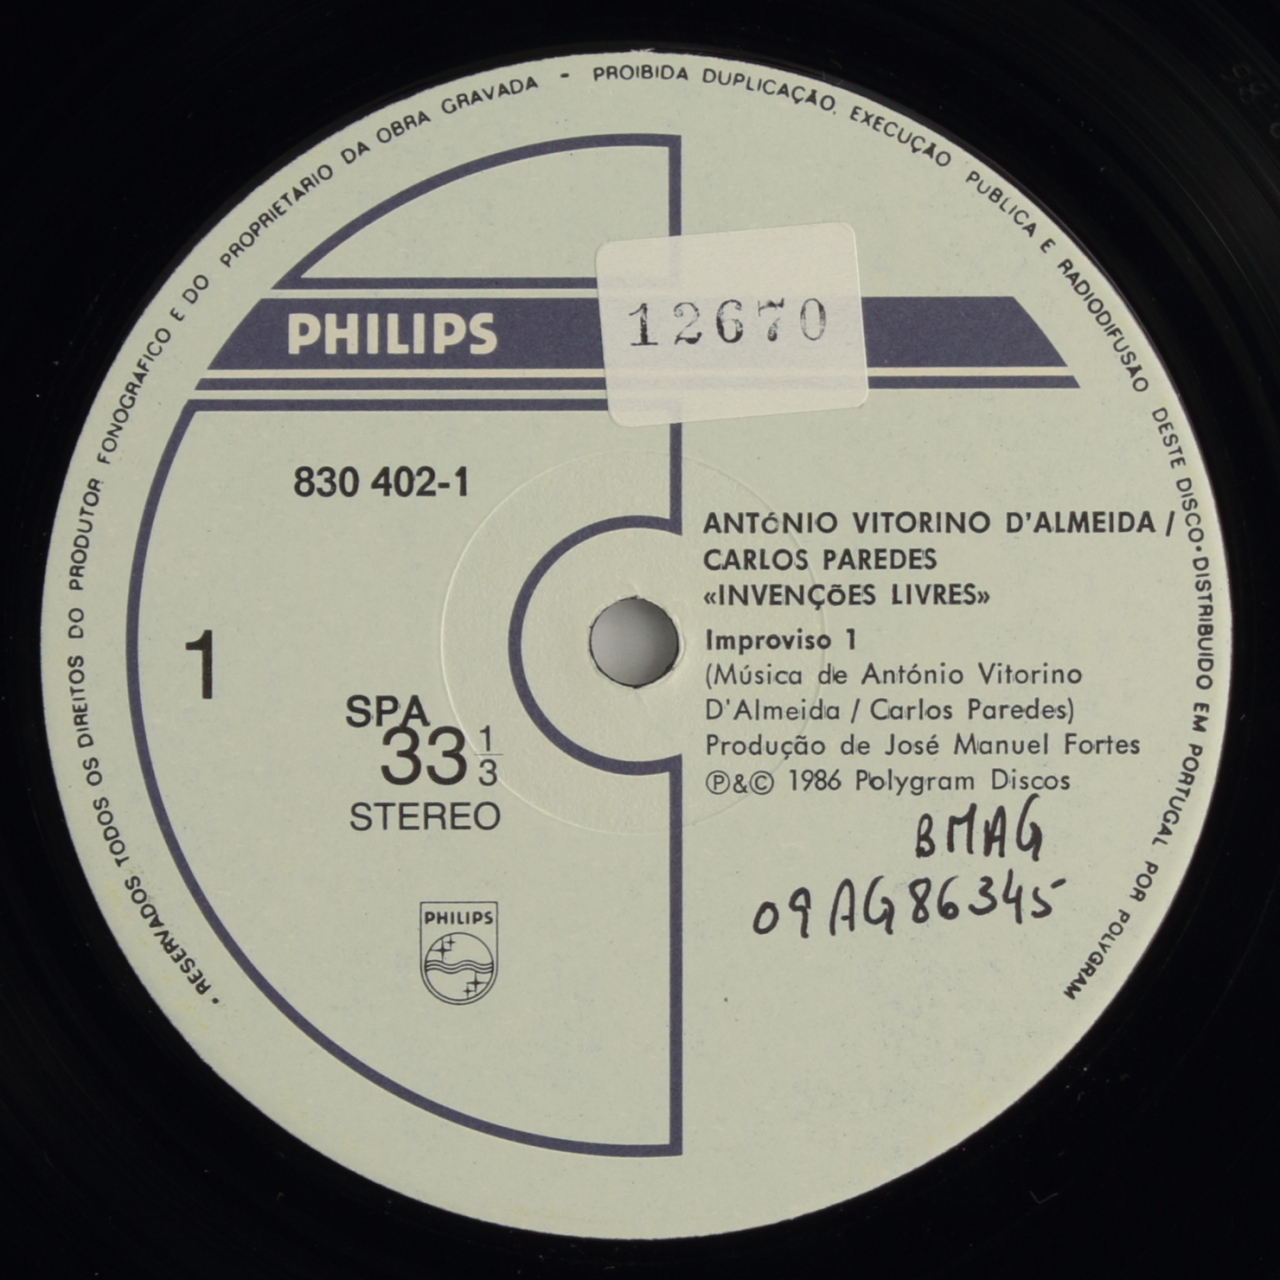 • RESERVADOS TODOS OS DIREITOS DO PRODUTOR FONOGRAFICO E DO PROPRIETARIO DA OBRA GRAVADA - PROIBIDA DUPLICAÇÃO, EXECUÇÃO PUBLICA E RADIODIFUSÃO DESTE DISCO • DISTRIBUIDO EM PORTUGAL POR POLYGRAM
PHILIPS
12670
830 402-1
ANTÓNIO VITORINO D'ALMEIDA /
CARLOS PAREDES
«INVENÇÕES LIVRES»
Improviso 1
(Música de António Vitorino
D'Almeida / Carlos Paredes)
Produção de José Manuel Fortes
℗&© 1986 Polygram Discos
BMAG
09AG86345
1
SPA
33 1/3
STEREO
PHILIPS